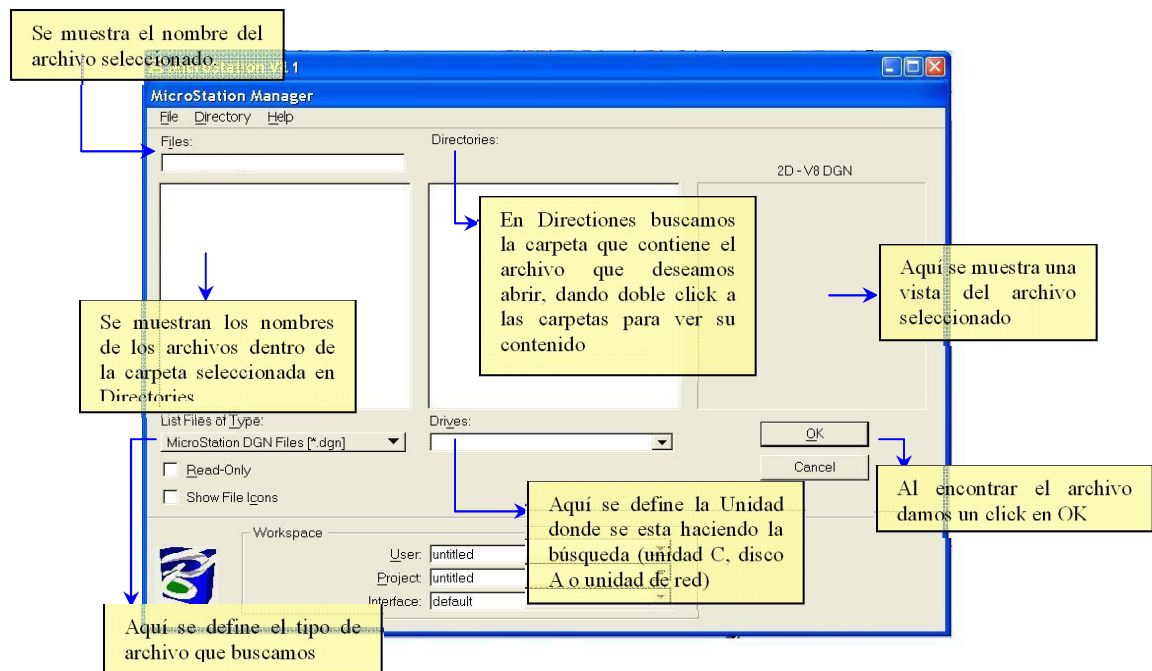 Se muestra el nombre del
archivo seleccionado.
MicroStation V8.1
MicroStation Manager
File Directory Help
Files:
Directories:
2D - V8 DGN
En Directiones buscamos
la carpeta que contiene el
archivo que deseamos
abrir, dando doble click a
las carpetas para ver su
contenido
Aquí se muestra una
vista del archivo
seleccionado
Se muestran los nombres
de los archivos dentro de
la carpeta seleccionada en
Directories
List Files of Type:
MicroStation DGN Files [*.dgn]
Read-Only
Show File Icons
Drives:
OK
Cancel
Al encontrar el archivo
damos un click en OK
Aquí se define la Unidad
donde se esta haciendo la
búsqueda (unidad C, disco
A o unidad de red)
Workspace
User: untitled
Project: untitled
Interface: default
Aquí se define el tipo de
archivo que buscamos